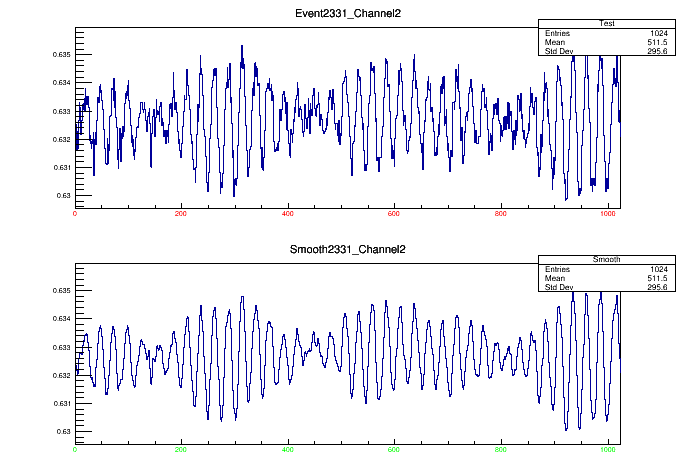 Event2331_Channel2
Test
Entries 1024
Mean 511.5
Std Dev 295.6
0.635
0.634
0.633
0.632
0.631
0.63
0 200 400 600 800 1000
Smooth2331_Channel2
Smooth
Entries 1024
Mean 511.5
Std Dev 295.6
0.635
0.634
0.633
0.632
0.631
0.63
0 200 400 600 800 1000